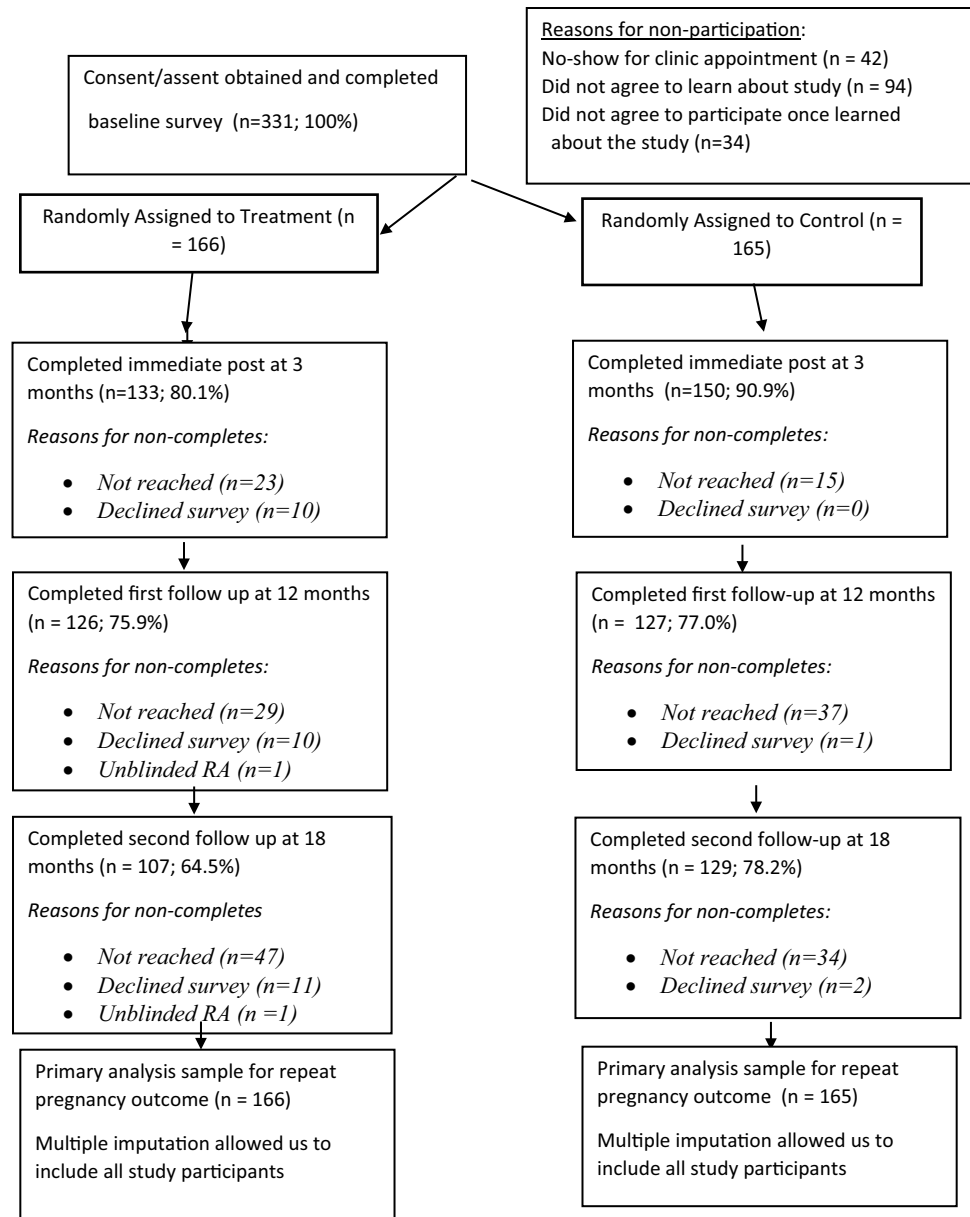 Consent/assent obtained and completed
baseline survey (n=331; 100%)
Reasons for non-participation:
No-show for clinic appointment (n = 42)
Did not agree to learn about study (n = 94)
Did not agree to participate once learned
about the study (n=34)
Randomly Assigned to Treatment (n
= 166)
Randomly Assigned to Control (n =
165)
Completed immediate post at 3
months (n=133; 80.1%)
Reasons for non-completes:
• Not reached (n=23)
• Declined survey (n=10)
Completed immediate post at 3
months (n=150; 90.9%)
Reasons for non-completes:
• Not reached (n=15)
• Declined survey (n=0)
Completed first follow up at 12 months
(n = 126; 75.9%)
Reasons for non-completes:
• Not reached (n=29)
• Declined survey (n=10)
• Unblinded RA (n=1)
Completed first follow-up at 12 months
(n = 127; 77.0%)
Reasons for non-completes:
• Not reached (n=37)
• Declined survey (n=1)
Completed second follow up at 18
months (n = 107; 64.5%)
Reasons for non-completes
• Not reached (n=47)
• Declined survey (n=11)
• Unblinded RA (n =1)
Completed second follow-up at 18
months (n = 129; 78.2%)
Reasons for non-completes:
• Not reached (n=34)
• Declined survey (n=2)
Primary analysis sample for repeat
pregnancy outcome (n = 166)
Multiple imputation allowed us to
include all study participants
Primary analysis sample for repeat
pregnancy outcome (n = 165)
Multiple imputation allowed us to
include all study participants